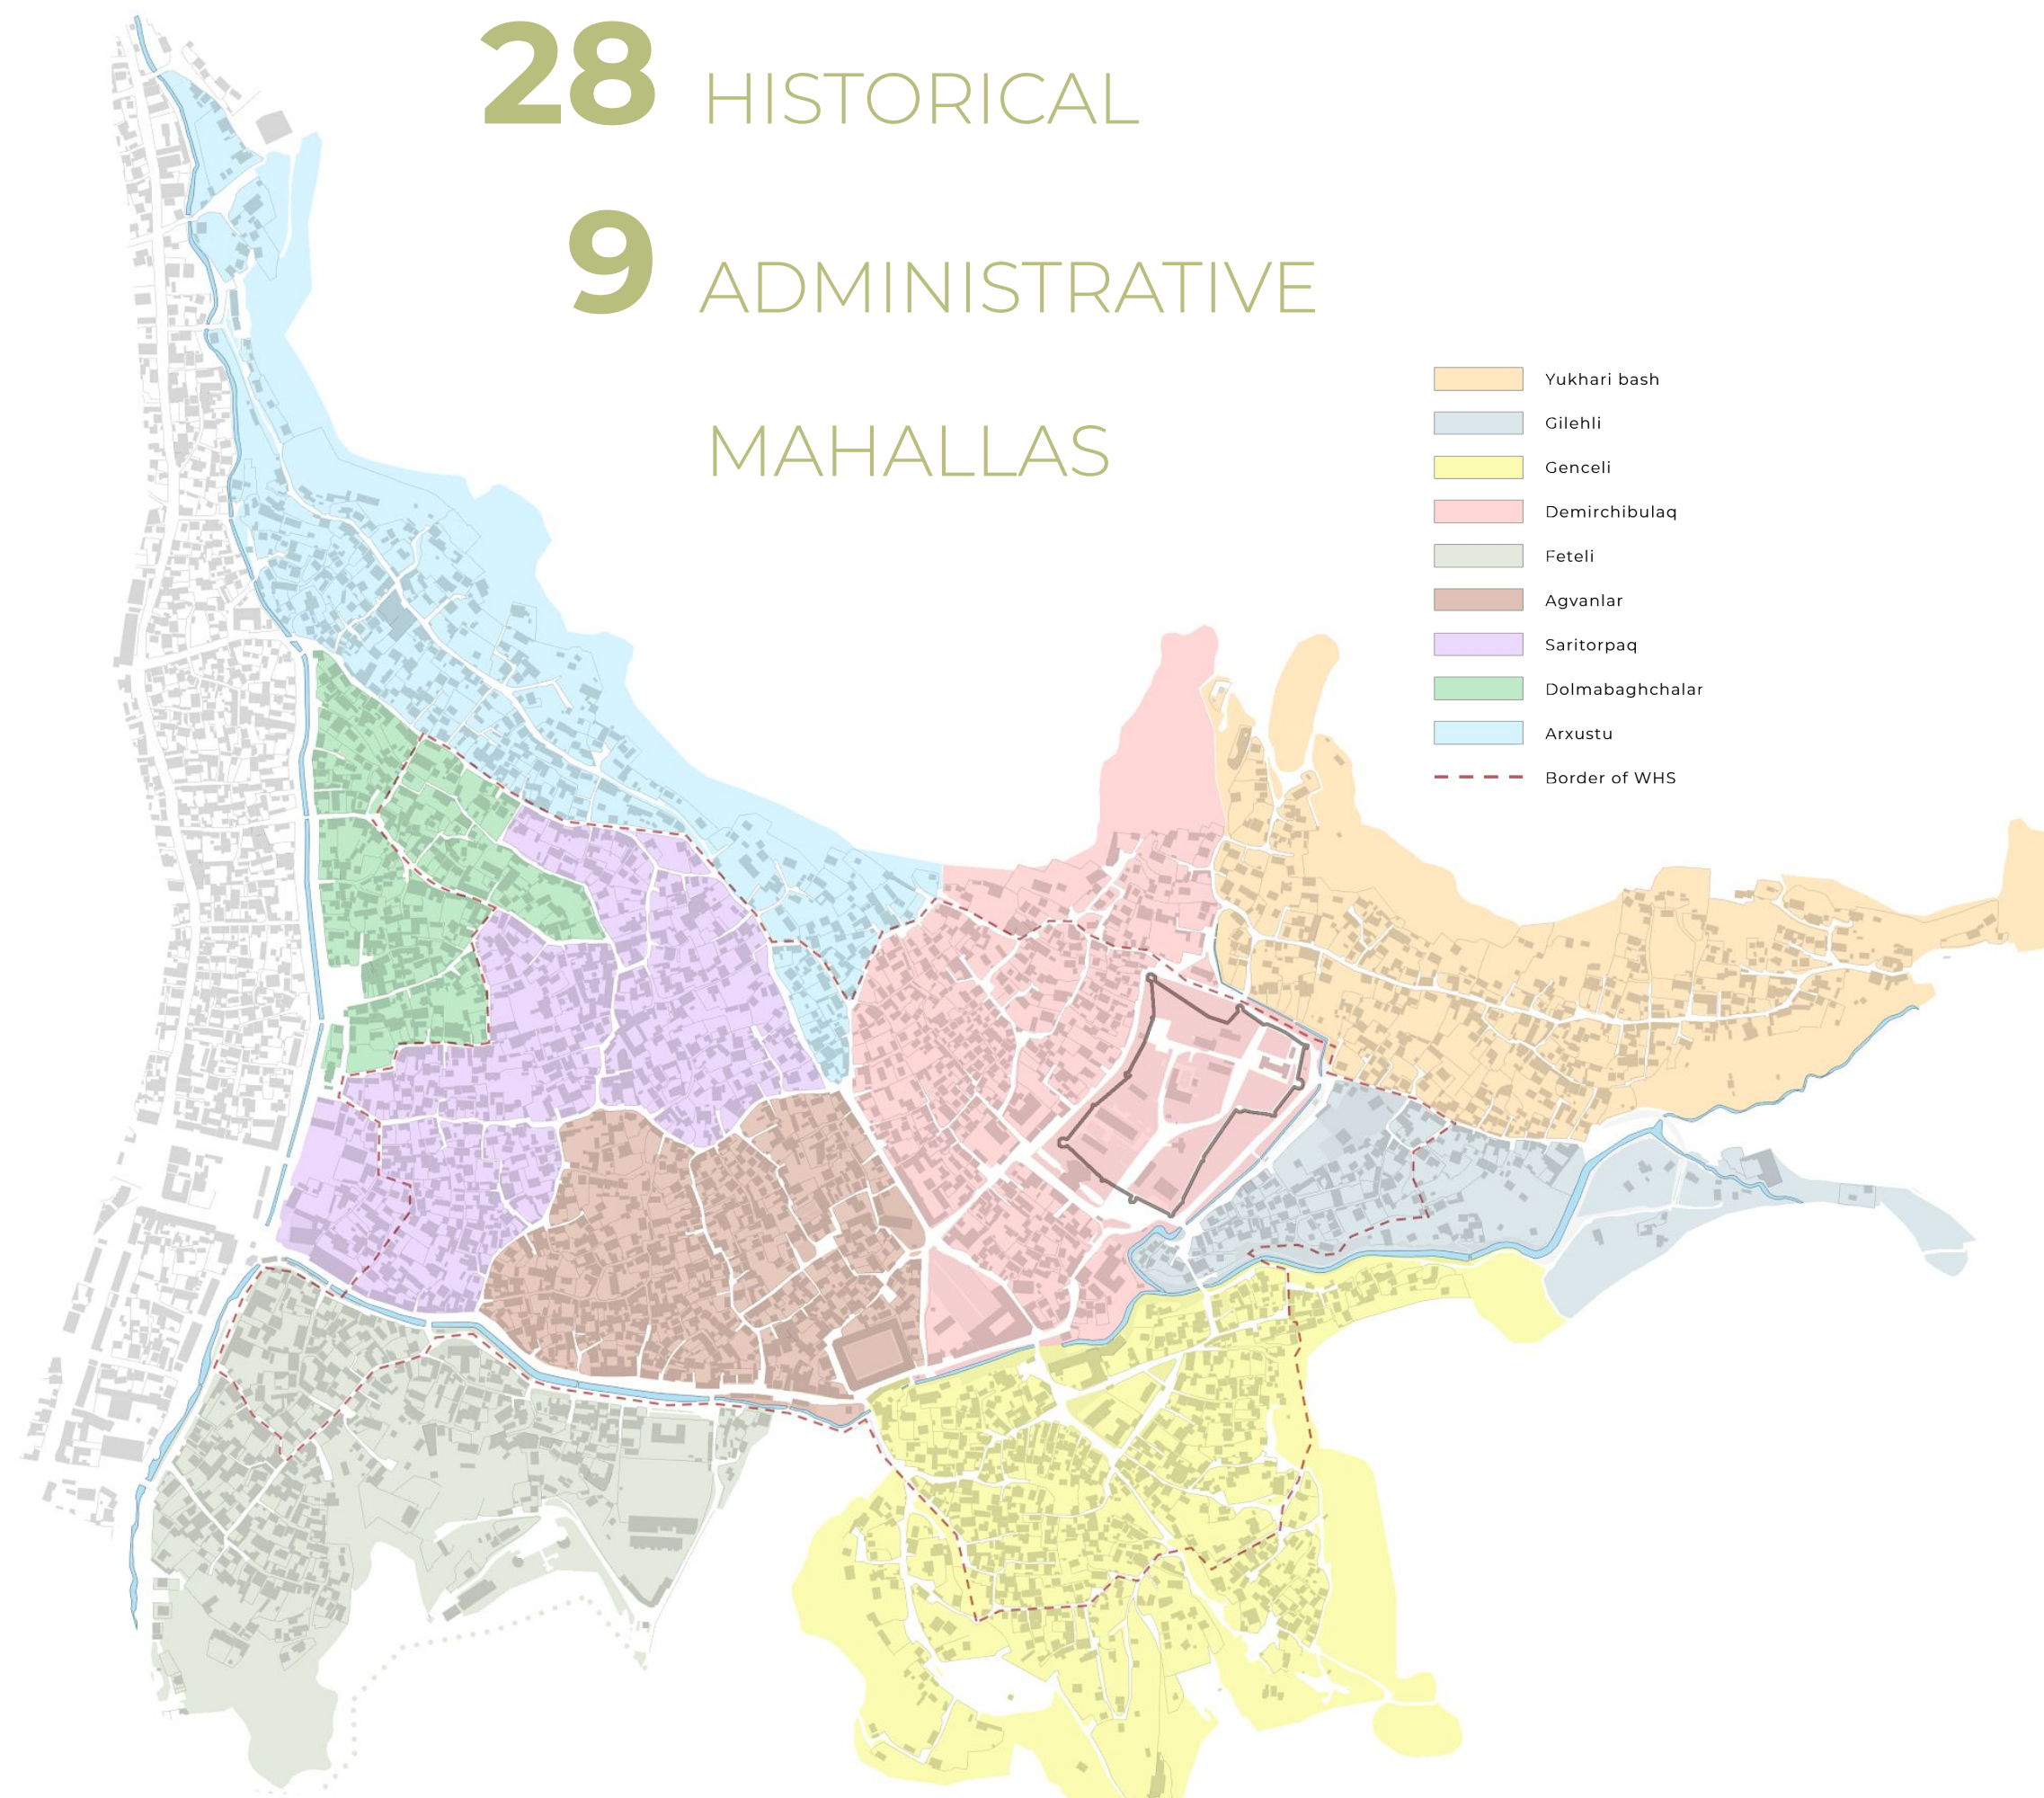 28 HISTORICAL
9 ADMINISTRATIVE
MAHALLAS
Yukhari bash
Gilehli
Genceli
Demirchibulaq
Feteli
Agvanlar
Saritorpaq
Dolmabaghchalar
Arxustu
Border of WHS